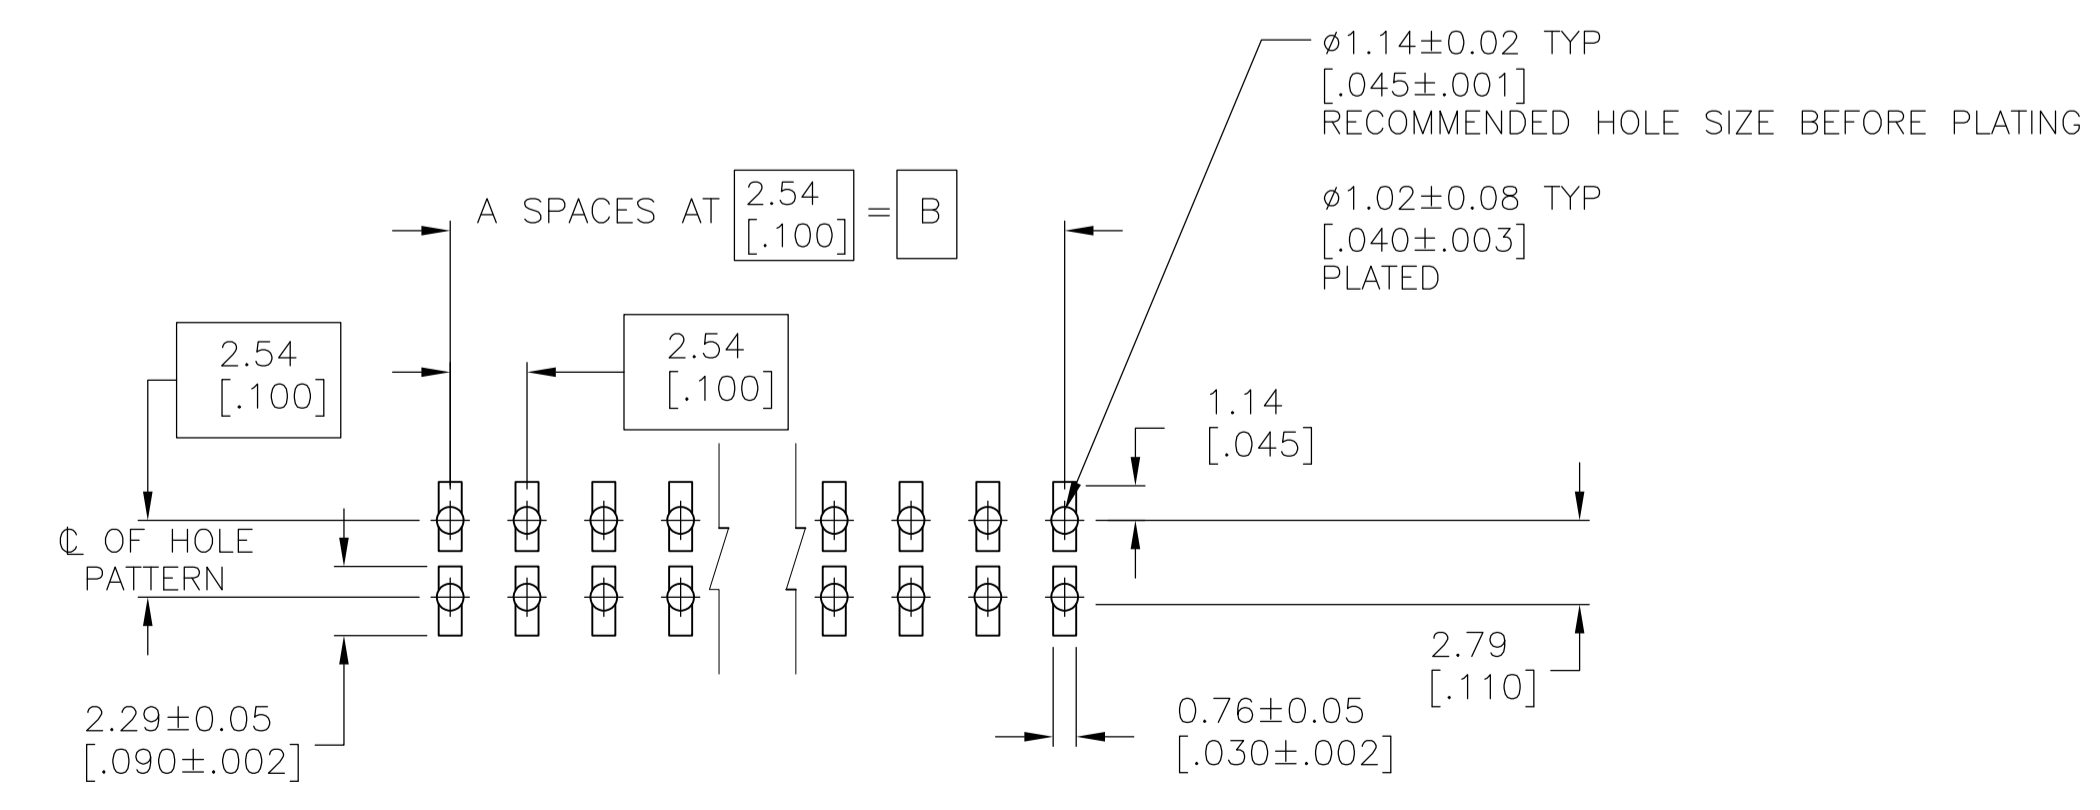 ø1.14±0.02 TYP
[.045±.001]
RECOMMENDED HOLE SIZE BEFORE PLATING
ø1.02±0.08 TYP
[.040±.003]
PLATED
A SPACES AT 2.54 [.100] = B
2.54
[.100]
2.54
[.100]
1.14
[.045]
℄ OF HOLE
PATTERN
2.79
[.110]
2.29±0.05
[.090±.002]
0.76±0.05
[.030±.002]